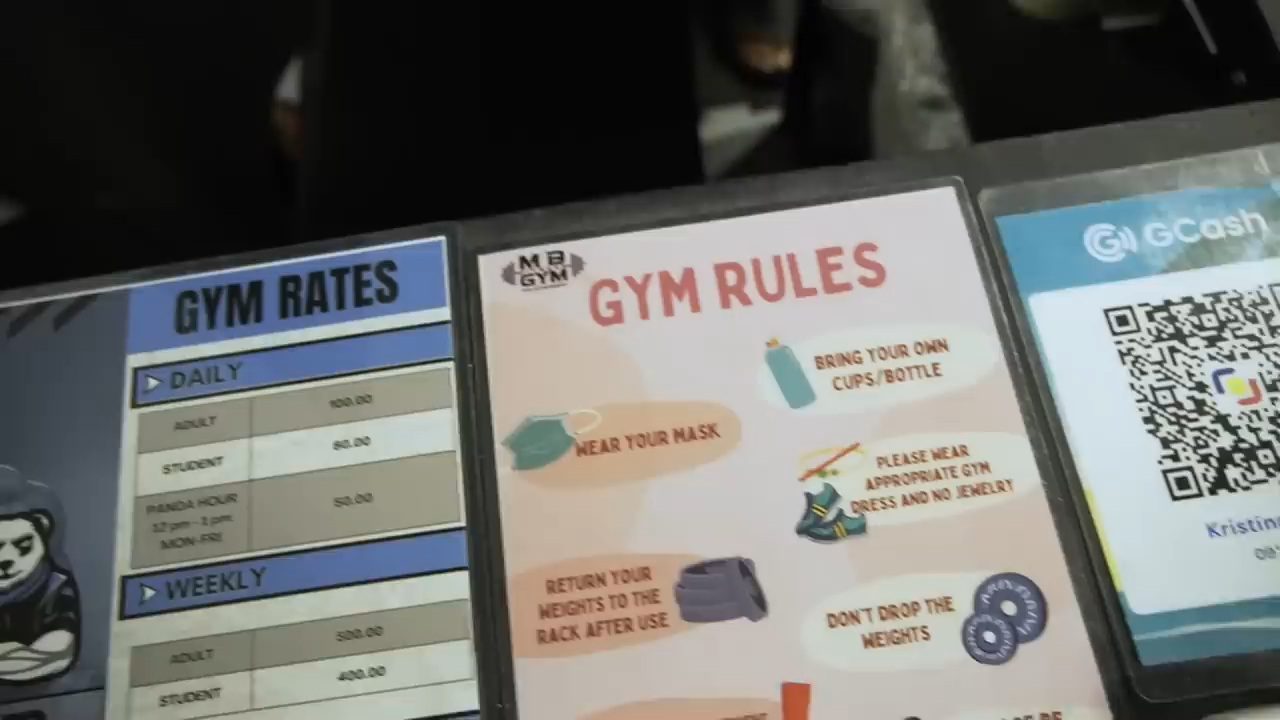 GYM RATES
DAILY
ADULT 100.00
STUDENT 80.00
PANDA HOUR
12 pm - 1 pm
MON-FRI
50.00
WEEKLY
ADULT 500.00
STUDENT 400.00
MB
GYM
GYM RULES
BRING YOUR OWN
CUPS/BOTTLE
WEAR YOUR MASK
PLEASE WEAR
APPROPRIATE GYM
DRESS AND NO JEWELRY
RETURN YOUR
WEIGHTS TO THE
RACK AFTER USE
DON'T DROP THE
WEIGHTS
GCash